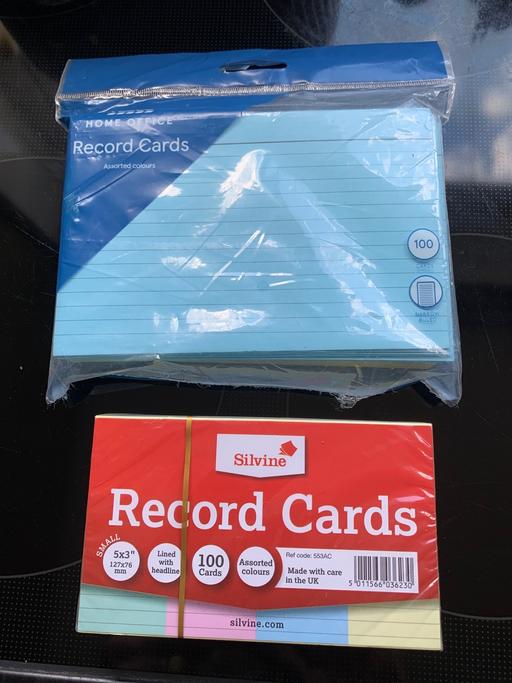 HOME OFFICE
Record Cards
Assorted colours
100
Silvine
Record Cards
SMALL
5x3"
127x76
mm
Lined
with
headline
100
Cards
Assorted
colours
Ref code: 553AC
Made with care
in the UK
5 011566 036230
silvine.com